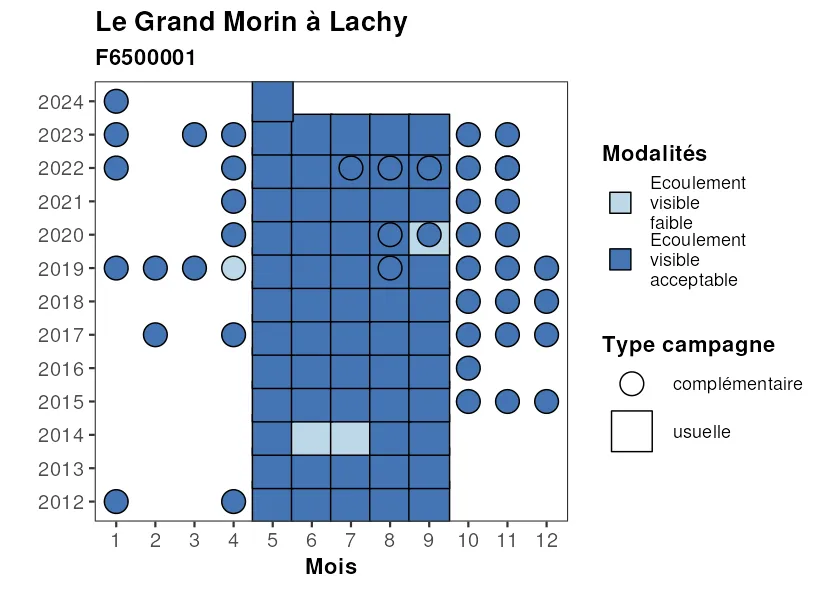 Le Grand Morin à Lachy
F6500001
2024
2023
2022
2021
2020
2019
2018
2017
2016
2015
2014
2013
2012
1 2 3 4 5 6 7 8 9 10 11 12
Mois
Modalités
Ecoulement
visible
faible
Ecoulement
visible
acceptable
Type campagne
complémentaire
usuelle